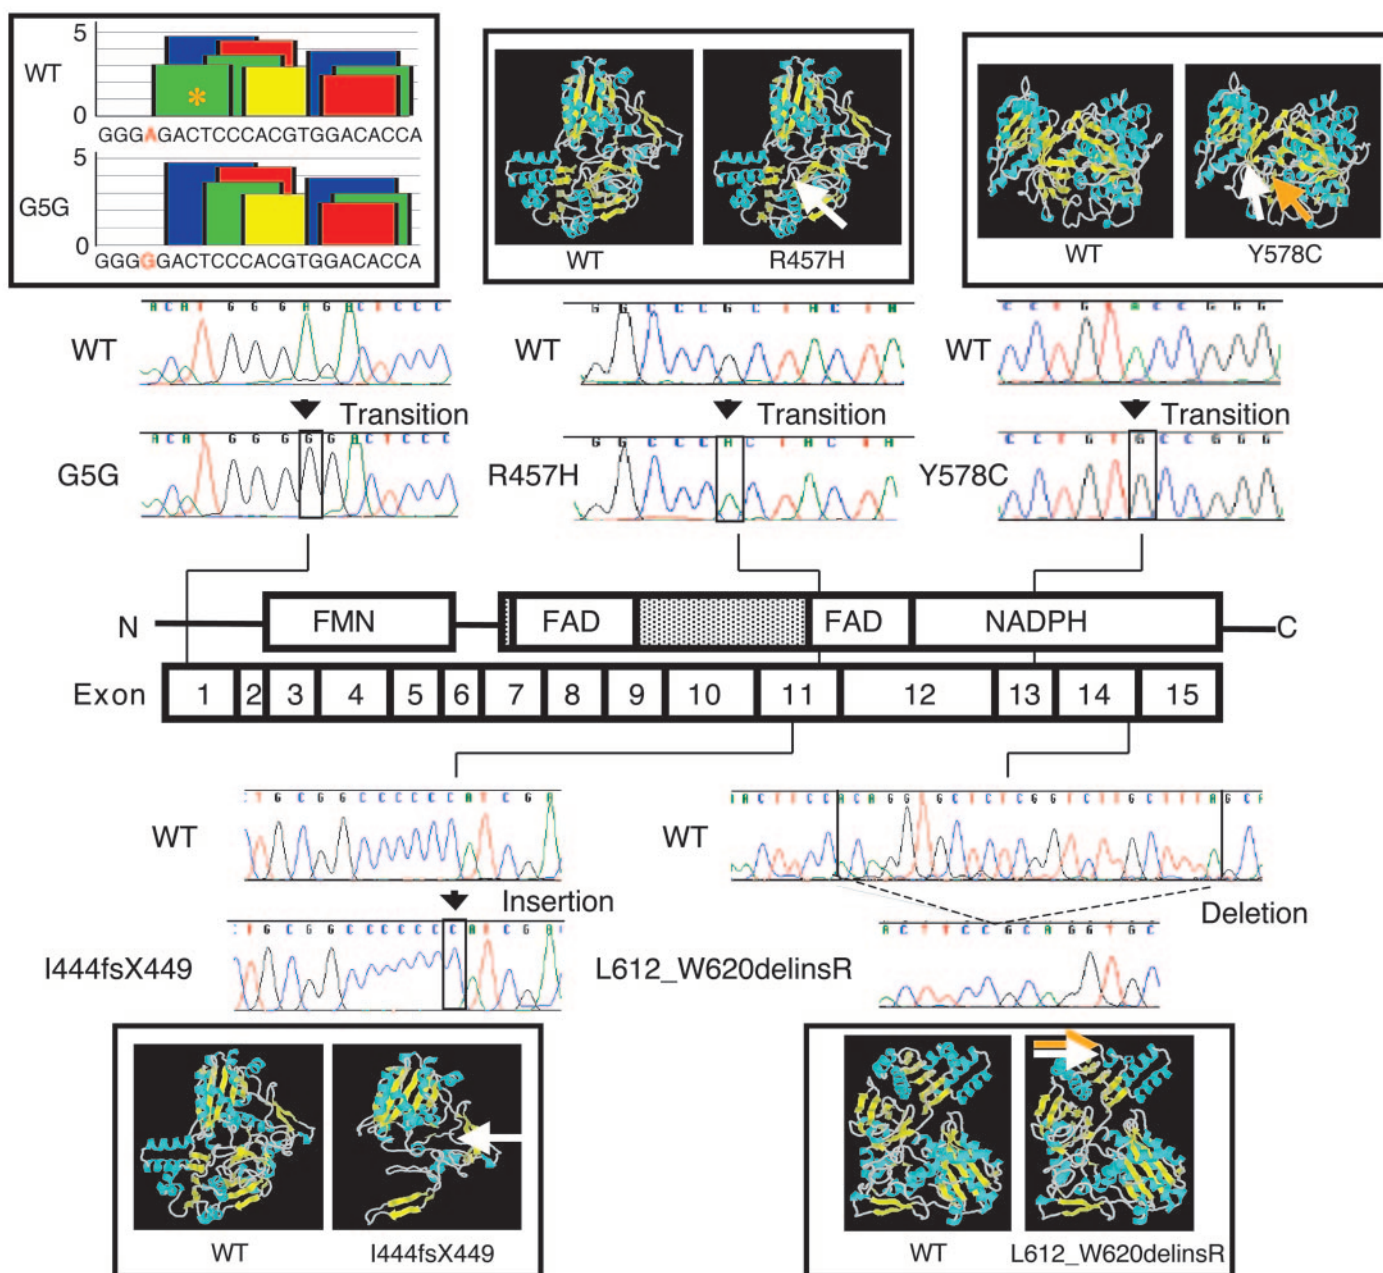 5
WT
0
GGGAGACTCCCACGTGGACACCA
5
G5G
0
GGGGGACTCCCACGTGGACACCA
WT
R457H
WT
Y578C
WT
A C A T G G G A G A C T C C C
Transition
G5G
A C A T G G G G G A C T C C C
WT
G G C C C G C T A C T A
Transition
R457H
G G C C C A C T A C T A
WT
C C T G T A C C G G G
Transition
Y578C
C C T G T G C C G G G
N
FMN
FAD
FAD
NADPH
C
Exon
1
2
3
4
5
6
7
8
9
10
11
12
13
14
15
WT
T G C G G C C C C C C A T C G A
Insertion
I444fsX449
T G C G G C C C C C C C A T C G A
WT
A C T T C C A C A G G T G C T C T C G G T C T T G C T T T A G C A
Deletion
L612_W620delinsR
A C T T C C G C A G G T G C
WT
I444fsX449
WT
L612_W620delinsR